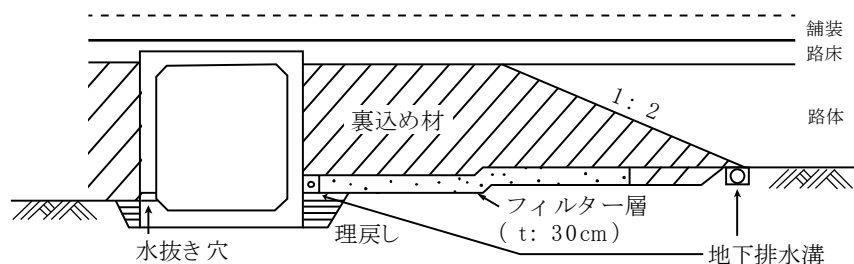 舗装
路床
1: 2
裏込め材
路体
フィルター層
(t: 30cm)
理戻し
水抜き穴
地下排水溝